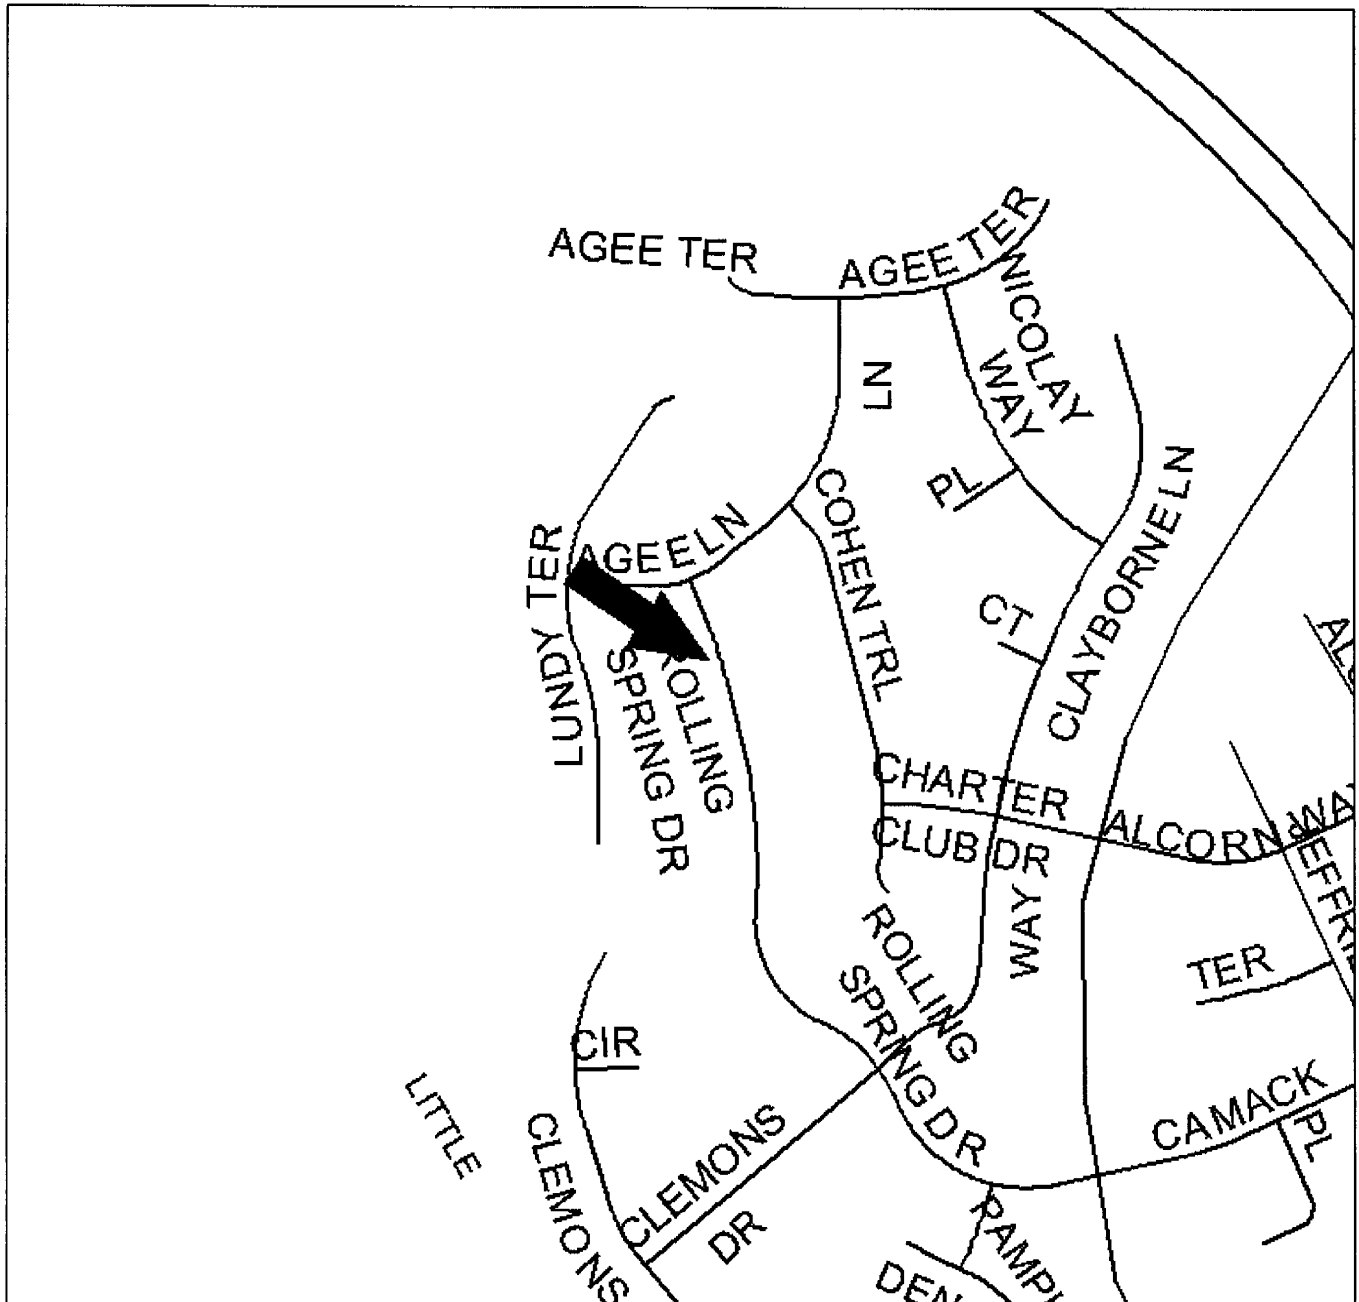 AGEE TER
AGEE TER
NICOLAY
WAY
LN
PL
COHEN TRL
CLAYBORNE LN
AGEE LN
LUNDY TER
CT
ROLLING
SPRING DR
CHARTER
CLUB DR
ALCORN
WAY
ROLLING
SPRING DR
TER
CIR
LITTLE
CLEMONS
CLEMONS
DR
CAMACK
PL